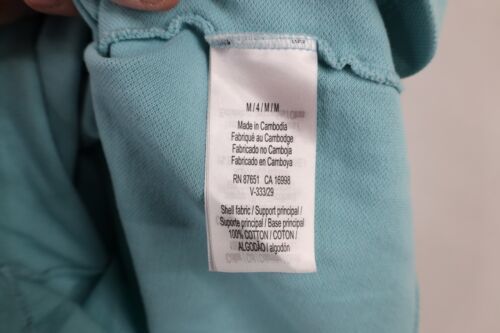 M / 4 / M / M
Made in Cambodia
Fabriqué au Cambodge
Fabricado no Camboja
Fabricado en Camboya
RN 87651 CA 16998
V-333/29
Shell fabric / Support principal /
Suporte principal / Base principal
100% COTTON / COTON /
ALGODÃO / algodón